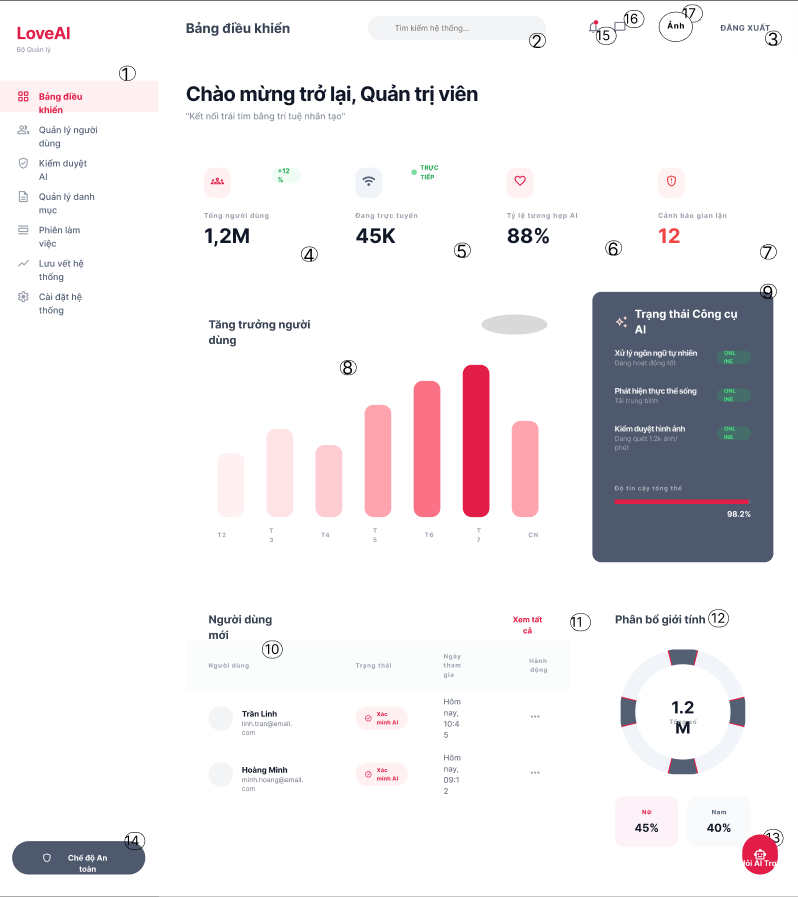 LoveAI
Bộ Quản lý
Bảng điều khiển
Tìm kiếm hệ thống...
2
15
16
Ảnh
17
ĐĂNG XUẤT
3
1
Bảng điều
khiển
Quản lý người
dùng
Kiểm duyệt
AI
Quản lý danh
mục
Phiên làm
việc
Lưu vết hệ
thống
Cài đặt hệ
thống
Chào mừng trở lại, Quản trị viên
"Kết nối trái tim bằng trí tuệ nhân tạo"
+12
%
Tổng người dùng
1,2M
4
TRỰC
TIẾP
Đang trực tuyến
45K
5
Tỷ lệ tương hợp AI
88%
6
Cảnh báo gian lận
12
7
Tăng trưởng người
dùng
8
T2
T
3
T4
T
5
T6
T
7
CN
9
Trạng thái Công cụ
AI
Xử lý ngôn ngữ tự nhiên
Đang hoạt động tốt
ONL
INE
Phát hiện thực thể sống
Tải trung bình
ONL
INE
Kiểm duyệt hình ảnh
Đang quét 1.2k ảnh/
phút
ONL
INE
Độ tin cậy tổng thể
98.2%
Người dùng
mới
Xem tất
cả
11
10
Người dùng
Trạng thái
Ngày
tham
gia
Hành
động
Trần Linh
linh.tran@email.
com
Xác
minh AI
Hôm
nay,
10:4
5
Hoàng Minh
minh.hoang@email.
com
Xác
minh AI
Hôm
nay,
09:1
2
Phân bổ giới tính
12
1.2
M
Tổng số
Nữ
45%
Nam
40%
13
14
Chế độ An
toàn